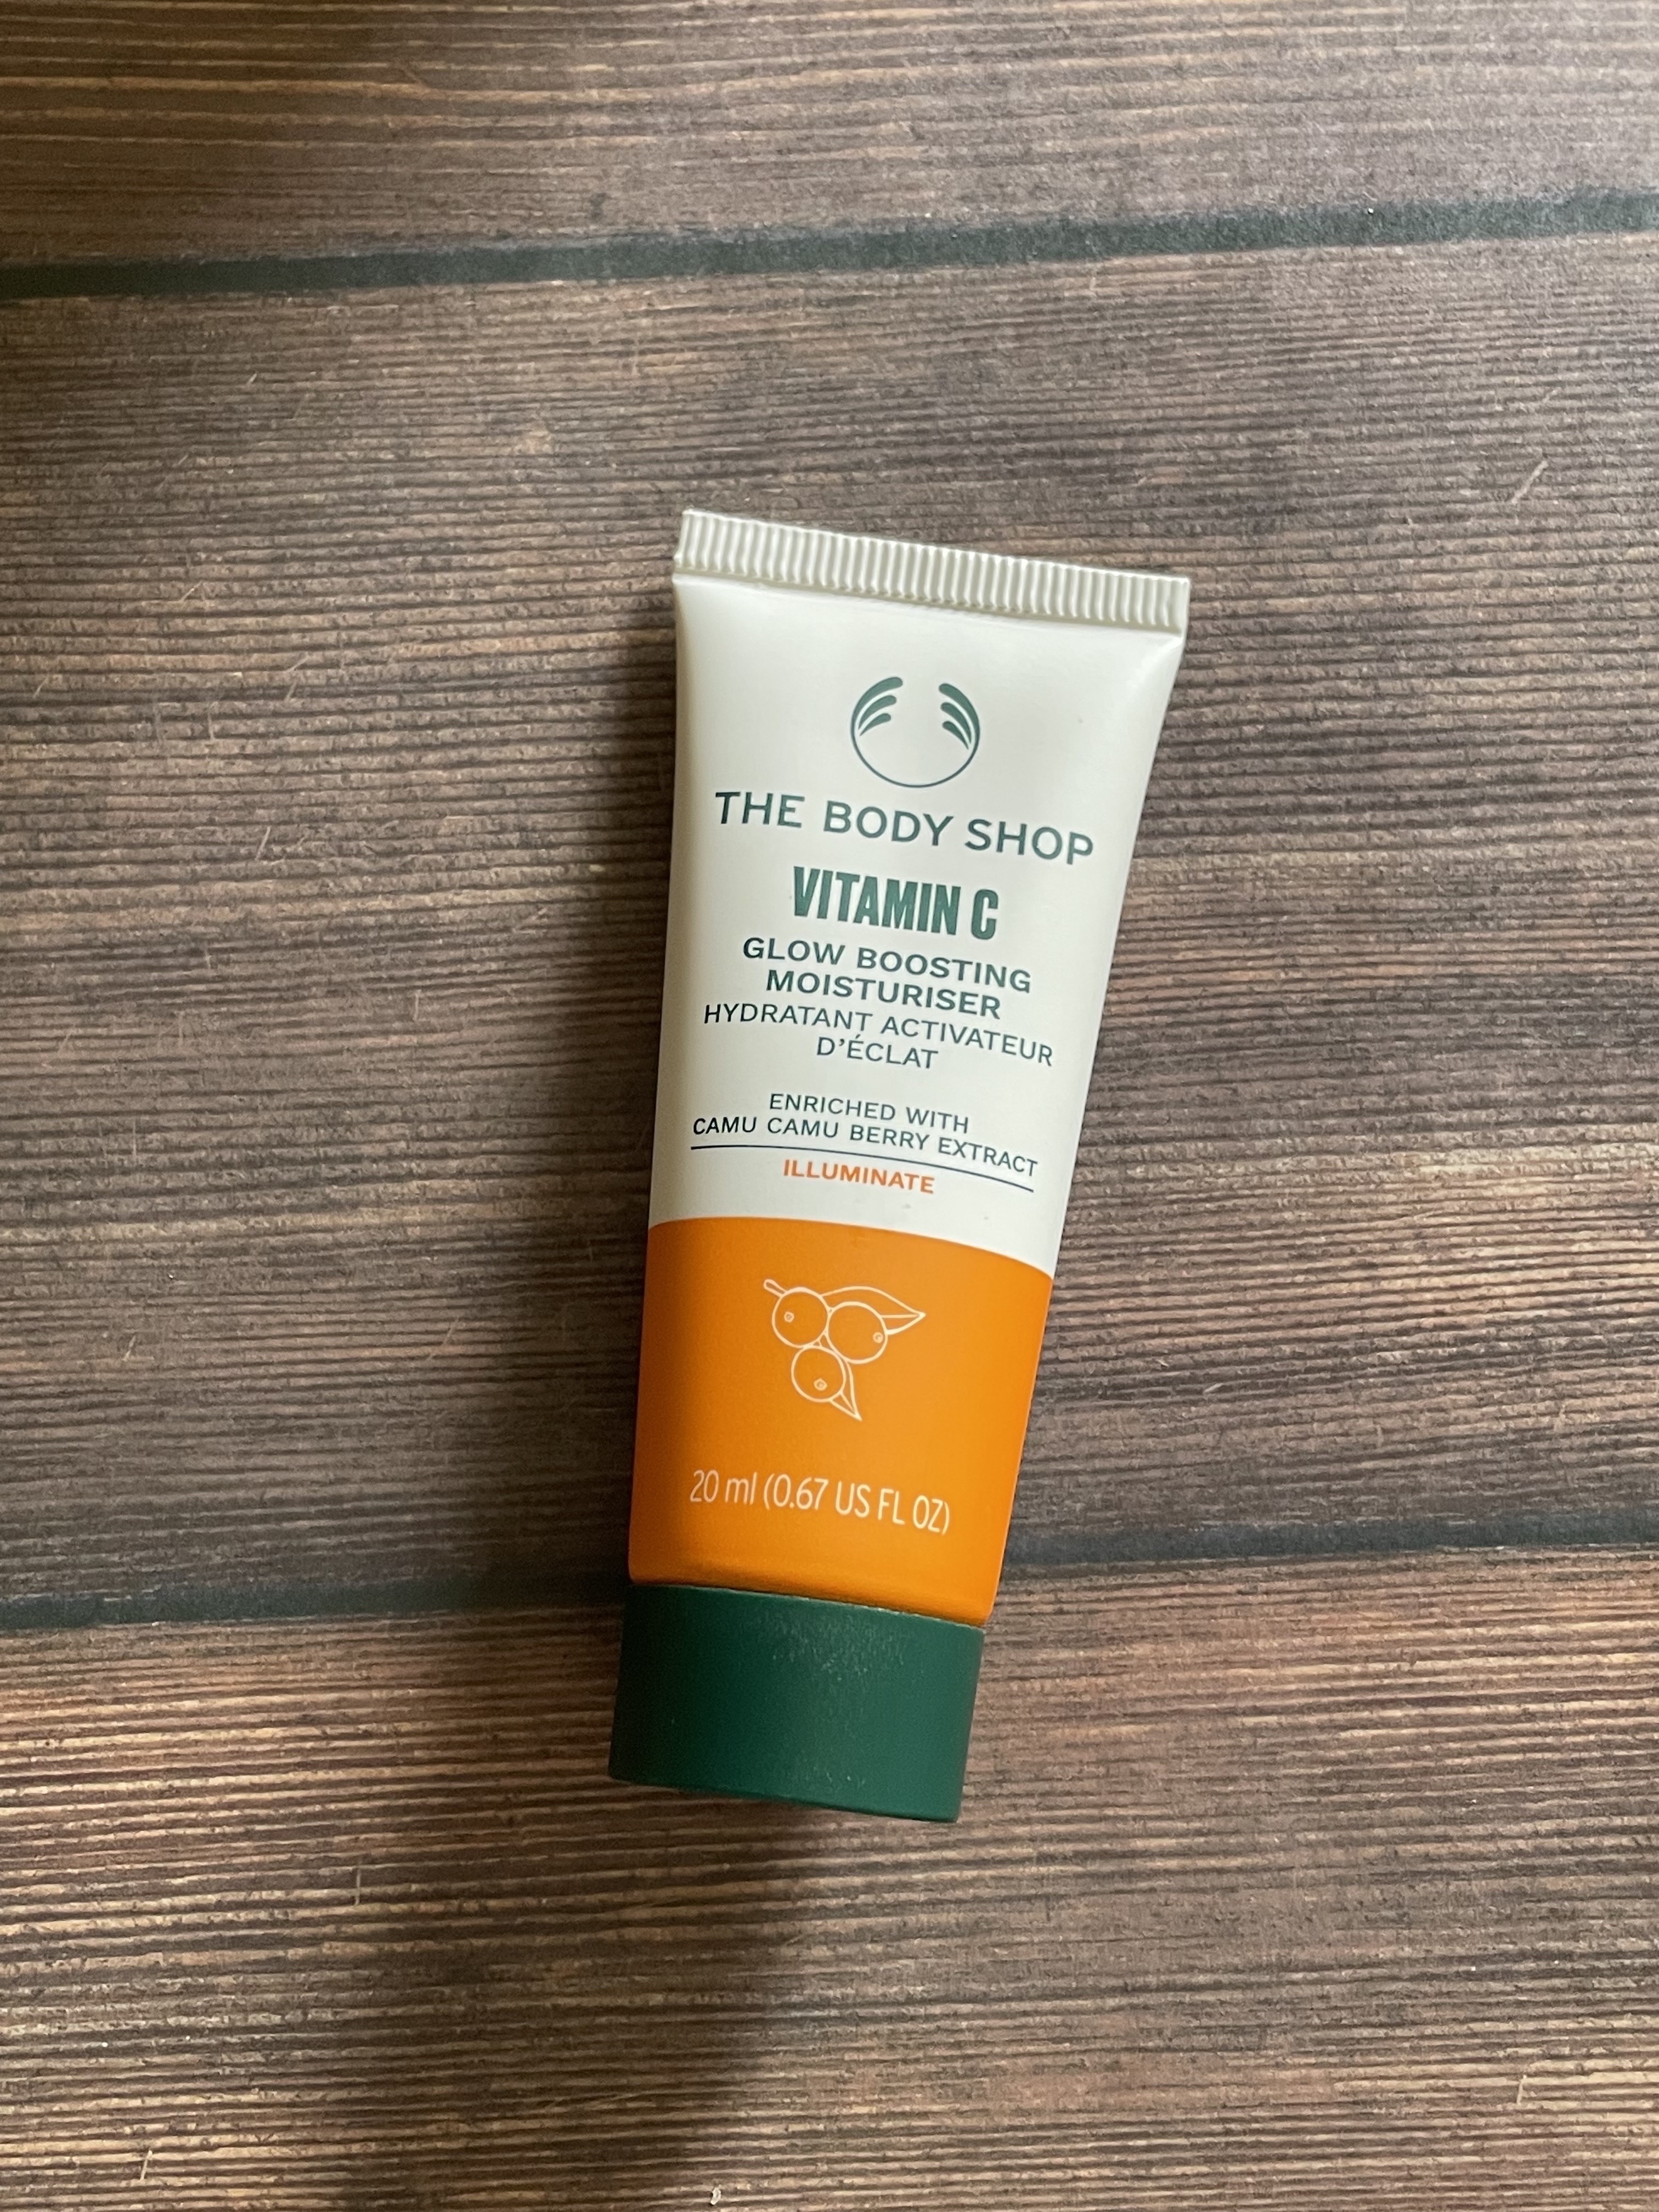 THE BODY SHOP
VITAMIN C
GLOW BOOSTING
MOISTURISER
HYDRATANT ACTIVATEUR
D'ÉCLAT
ENRICHED WITH
CAMU CAMU BERRY EXTRACT
ILLUMINATE
20 ml (0.67 US FL OZ)